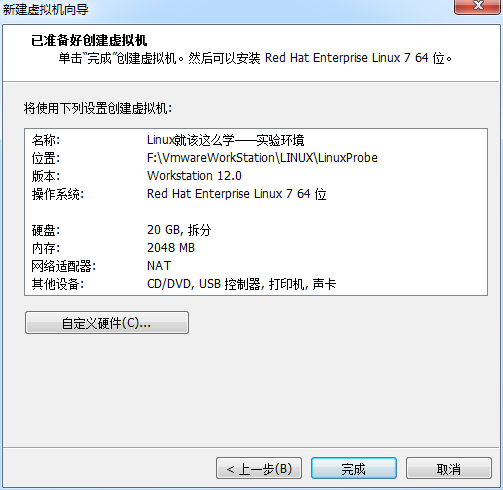 新建虚拟机向导
已准备好创建虚拟机
单击“完成”创建虚拟机。然后可以安装 Red Hat Enterprise Linux 7 64 位。
将使用下列设置创建虚拟机:
名称: Linux就该这么学——实验环境
位置: F:\VmwareWorkStation\LINUX\LinuxProbe
版本: Workstation 12.0
操作系统: Red Hat Enterprise Linux 7 64 位
硬盘: 20 GB, 拆分
内存: 2048 MB
网络适配器: NAT
其他设备: CD/DVD, USB 控制器, 打印机, 声卡
自定义硬件(C)...
< 上一步(B) 完成 取消